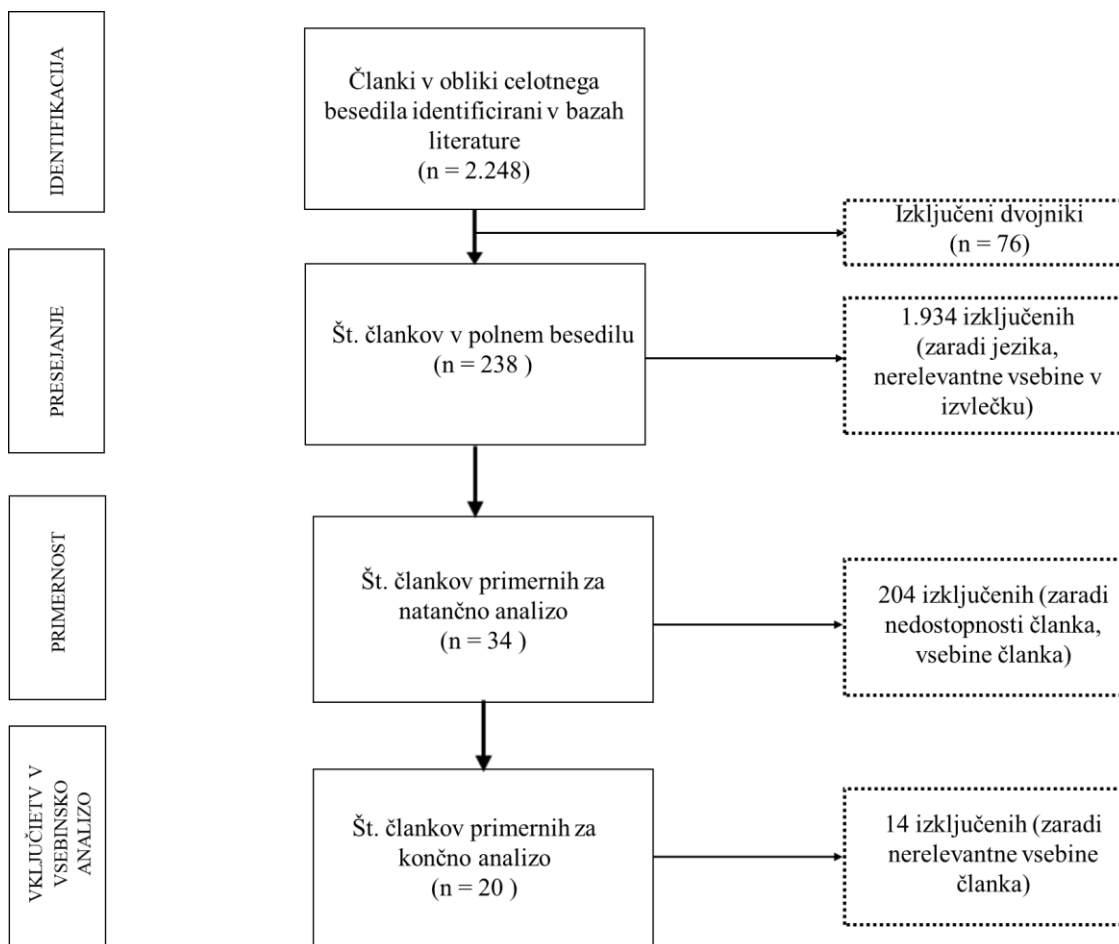 IDENTIFIKACIJA
Članki v obliki celotnega
besedila identificirani v bazah
literature
(n = 2.248)
Izključeni dvojniki
(n = 76)
PRESEJANJE
Št. člankov v polnem besedilu
(n = 238 )
1.934 izključenih
(zaradi jezika,
nerelevantne vsebine v
izvlečku)
PRIMERNOST
Št. člankov primernih za
natančno analizo
(n = 34 )
204 izključenih (zaradi
nedostopnosti članka,
vsebine članka)
VKLJUČIETV V
VSEBINSKO
ANALIZO
Št. člankov primernih za
končno analizo
(n = 20 )
14 izključenih (zaradi
nerelevantne vsebine
članka)